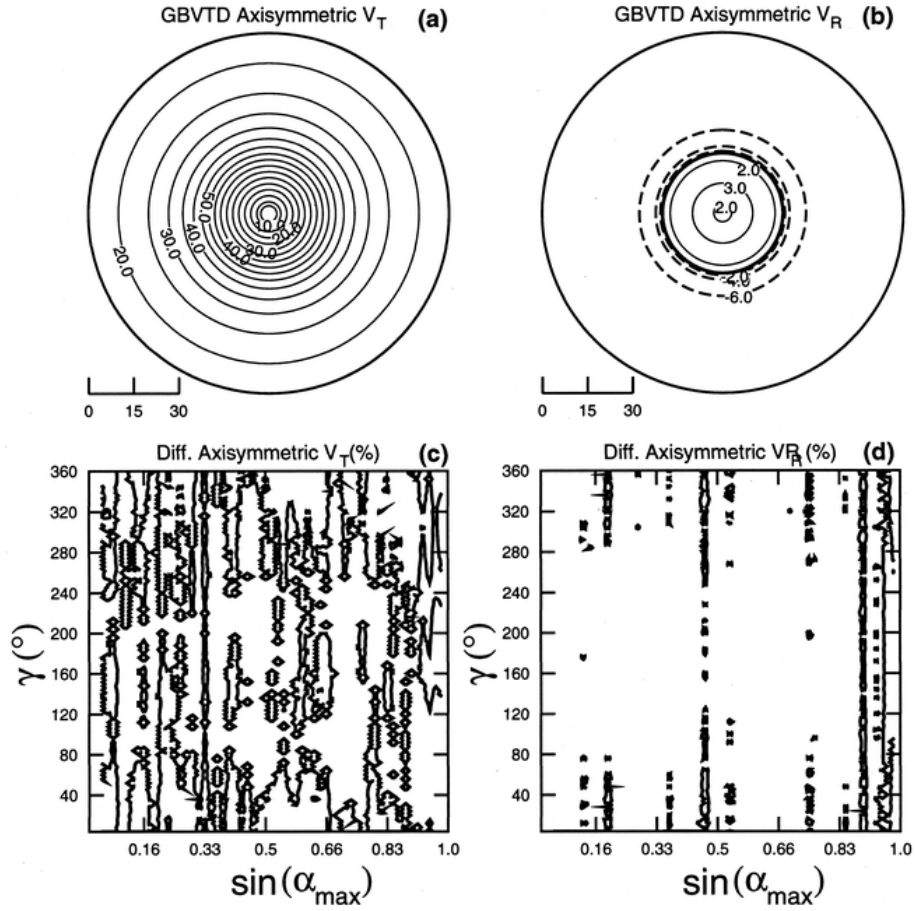 GBVTD Axisymmetric V_T (a)
GBVTD Axisymmetric V_R (b)
50.0
10.0
20.0
30.0
40.0
40.0
30.0
20.0
2.0
3.0
2.0
-2.0
-6.0
0 15 30
0 15 30
Diff. Axisymmetric V_T(%) (c)
Diff. Axisymmetric (%) (d)
360
320
280
240
200
160
120
80
40
γ(°)
0.16 0.33 0.5 0.66 0.83 1.0
sin(α_max)
360
320
280
240
200
160
120
80
40
γ(°)
0.16 0.33 0.5 0.66 0.83 1.0
sin(α_max)